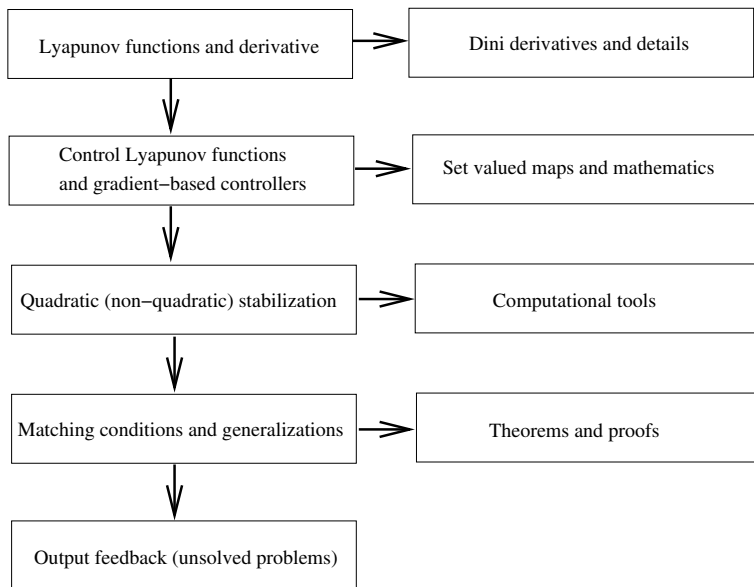 Lyapunov functions and derivative
Dini derivatives and details
Control Lyapunov functions
and gradient−based controllers
Set valued maps and mathematics
Quadratic (non−quadratic) stabilization
Computational tools
Matching conditions and generalizations
Theorems and proofs
Output feedback (unsolved problems)